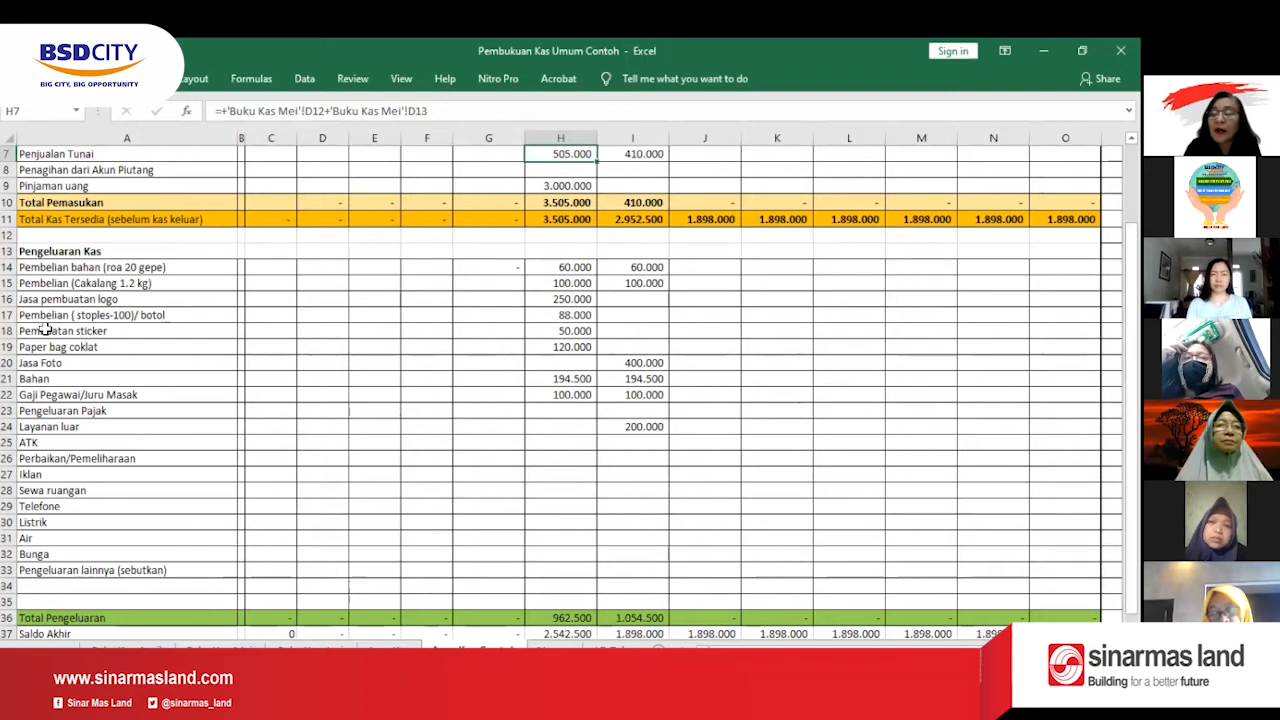 BSDCITY
BIG CITY, BIG OPPORTUNITY
Pembukuan Kas Umum Contoh - Excel
Sign in
ayout Formulas Data Review View Help Nitro Pro Acrobat Tell me what you want to do Share
H7 fx =+'Buku Kas Mei'!D12+'Buku Kas Mei'!D13
A B C D E F G H I J K L M N O
7 Penjualan Tunai 505.000 410.000
8 Penagihan dari Akun Piutang
9 Pinjaman uang 3.000.000
10 Total Pemasukan - - - - 3.505.000 410.000 - - - - - -
11 Total Kas Tersedia (sebelum kas keluar) - - - - - 3.505.000 2.952.500 1.898.000 1.898.000 1.898.000 1.898.000 1.898.000 1.898.000
12
13 Pengeluaran Kas
14 Pembelian bahan (roa 20 gepe) - 60.000 60.000
15 Pembelian (Cakalang 1.2 kg) 100.000 100.000
16 Jasa pembuatan logo 250.000
17 Pembelian ( stoples-100)/ botol 88.000
18 Pembuatan sticker 50.000
19 Paper bag coklat 120.000
20 Jasa Foto 400.000
21 Bahan 194.500 194.500
22 Gaji Pegawai/Juru Masak 100.000 100.000
23 Pengeluaran Pajak
24 Layanan luar 200.000
25 ATK
26 Perbaikan/Pemeliharaan
27 Iklan
28 Sewa ruangan
29 Telefone
30 Listrik
31 Air
32 Bunga
33 Pengeluaran lainnya (sebutkan)
34
35
36 Total Pengeluaran - - - - - 962.500 1.054.500 - - - - - -
37 Saldo Akhir 0 - - - - 2.542.500 1.898.000 1.898.000 1.898.000 1.898.000 1.898.000
www.sinarmasland.com
Sinar Mas Land @sinarmas_land
sinarmas land
Building for a better future